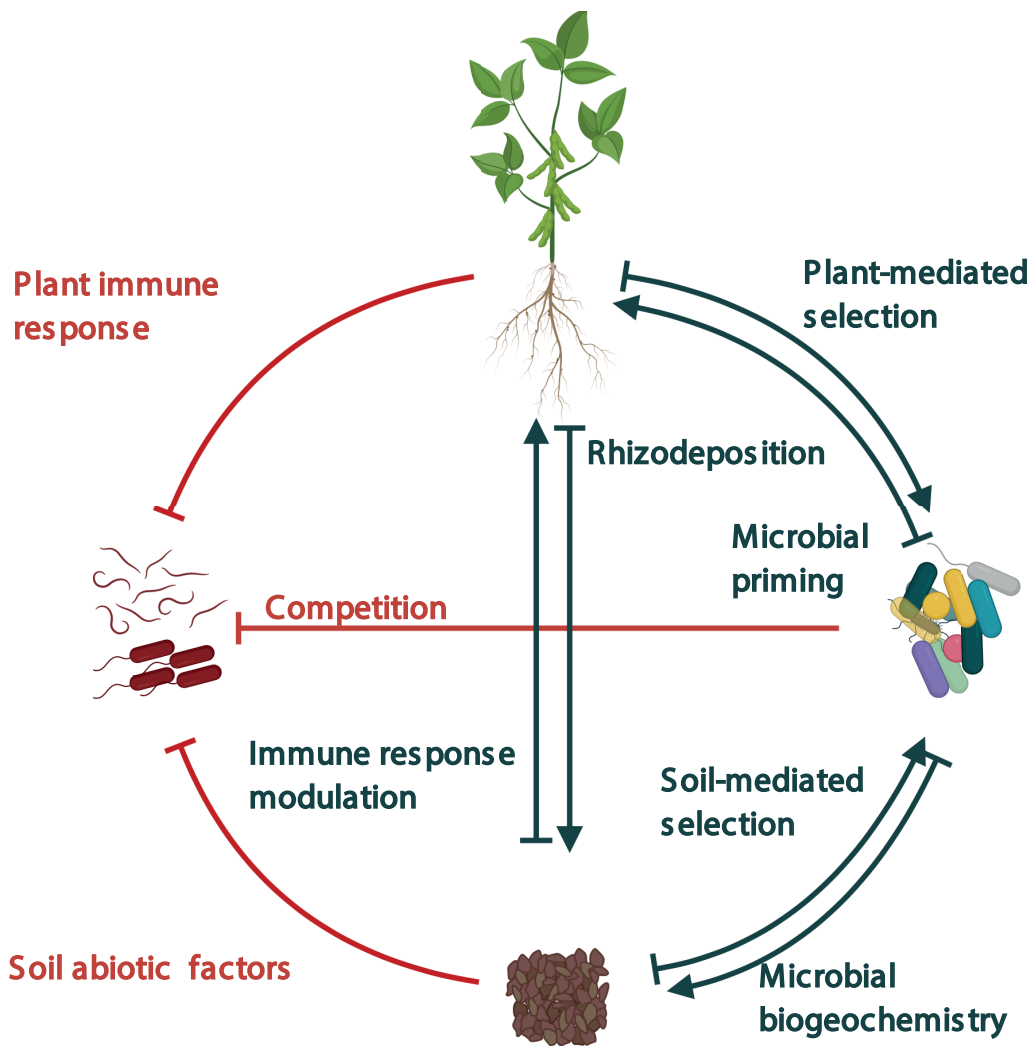 Plant immune
response
Plant-mediated
selection
Rhizodeposition
Microbial
priming
Competition
Immune response
modulation
Soil-mediated
selection
Soil abiotic factors
Microbial
biogeochemistry